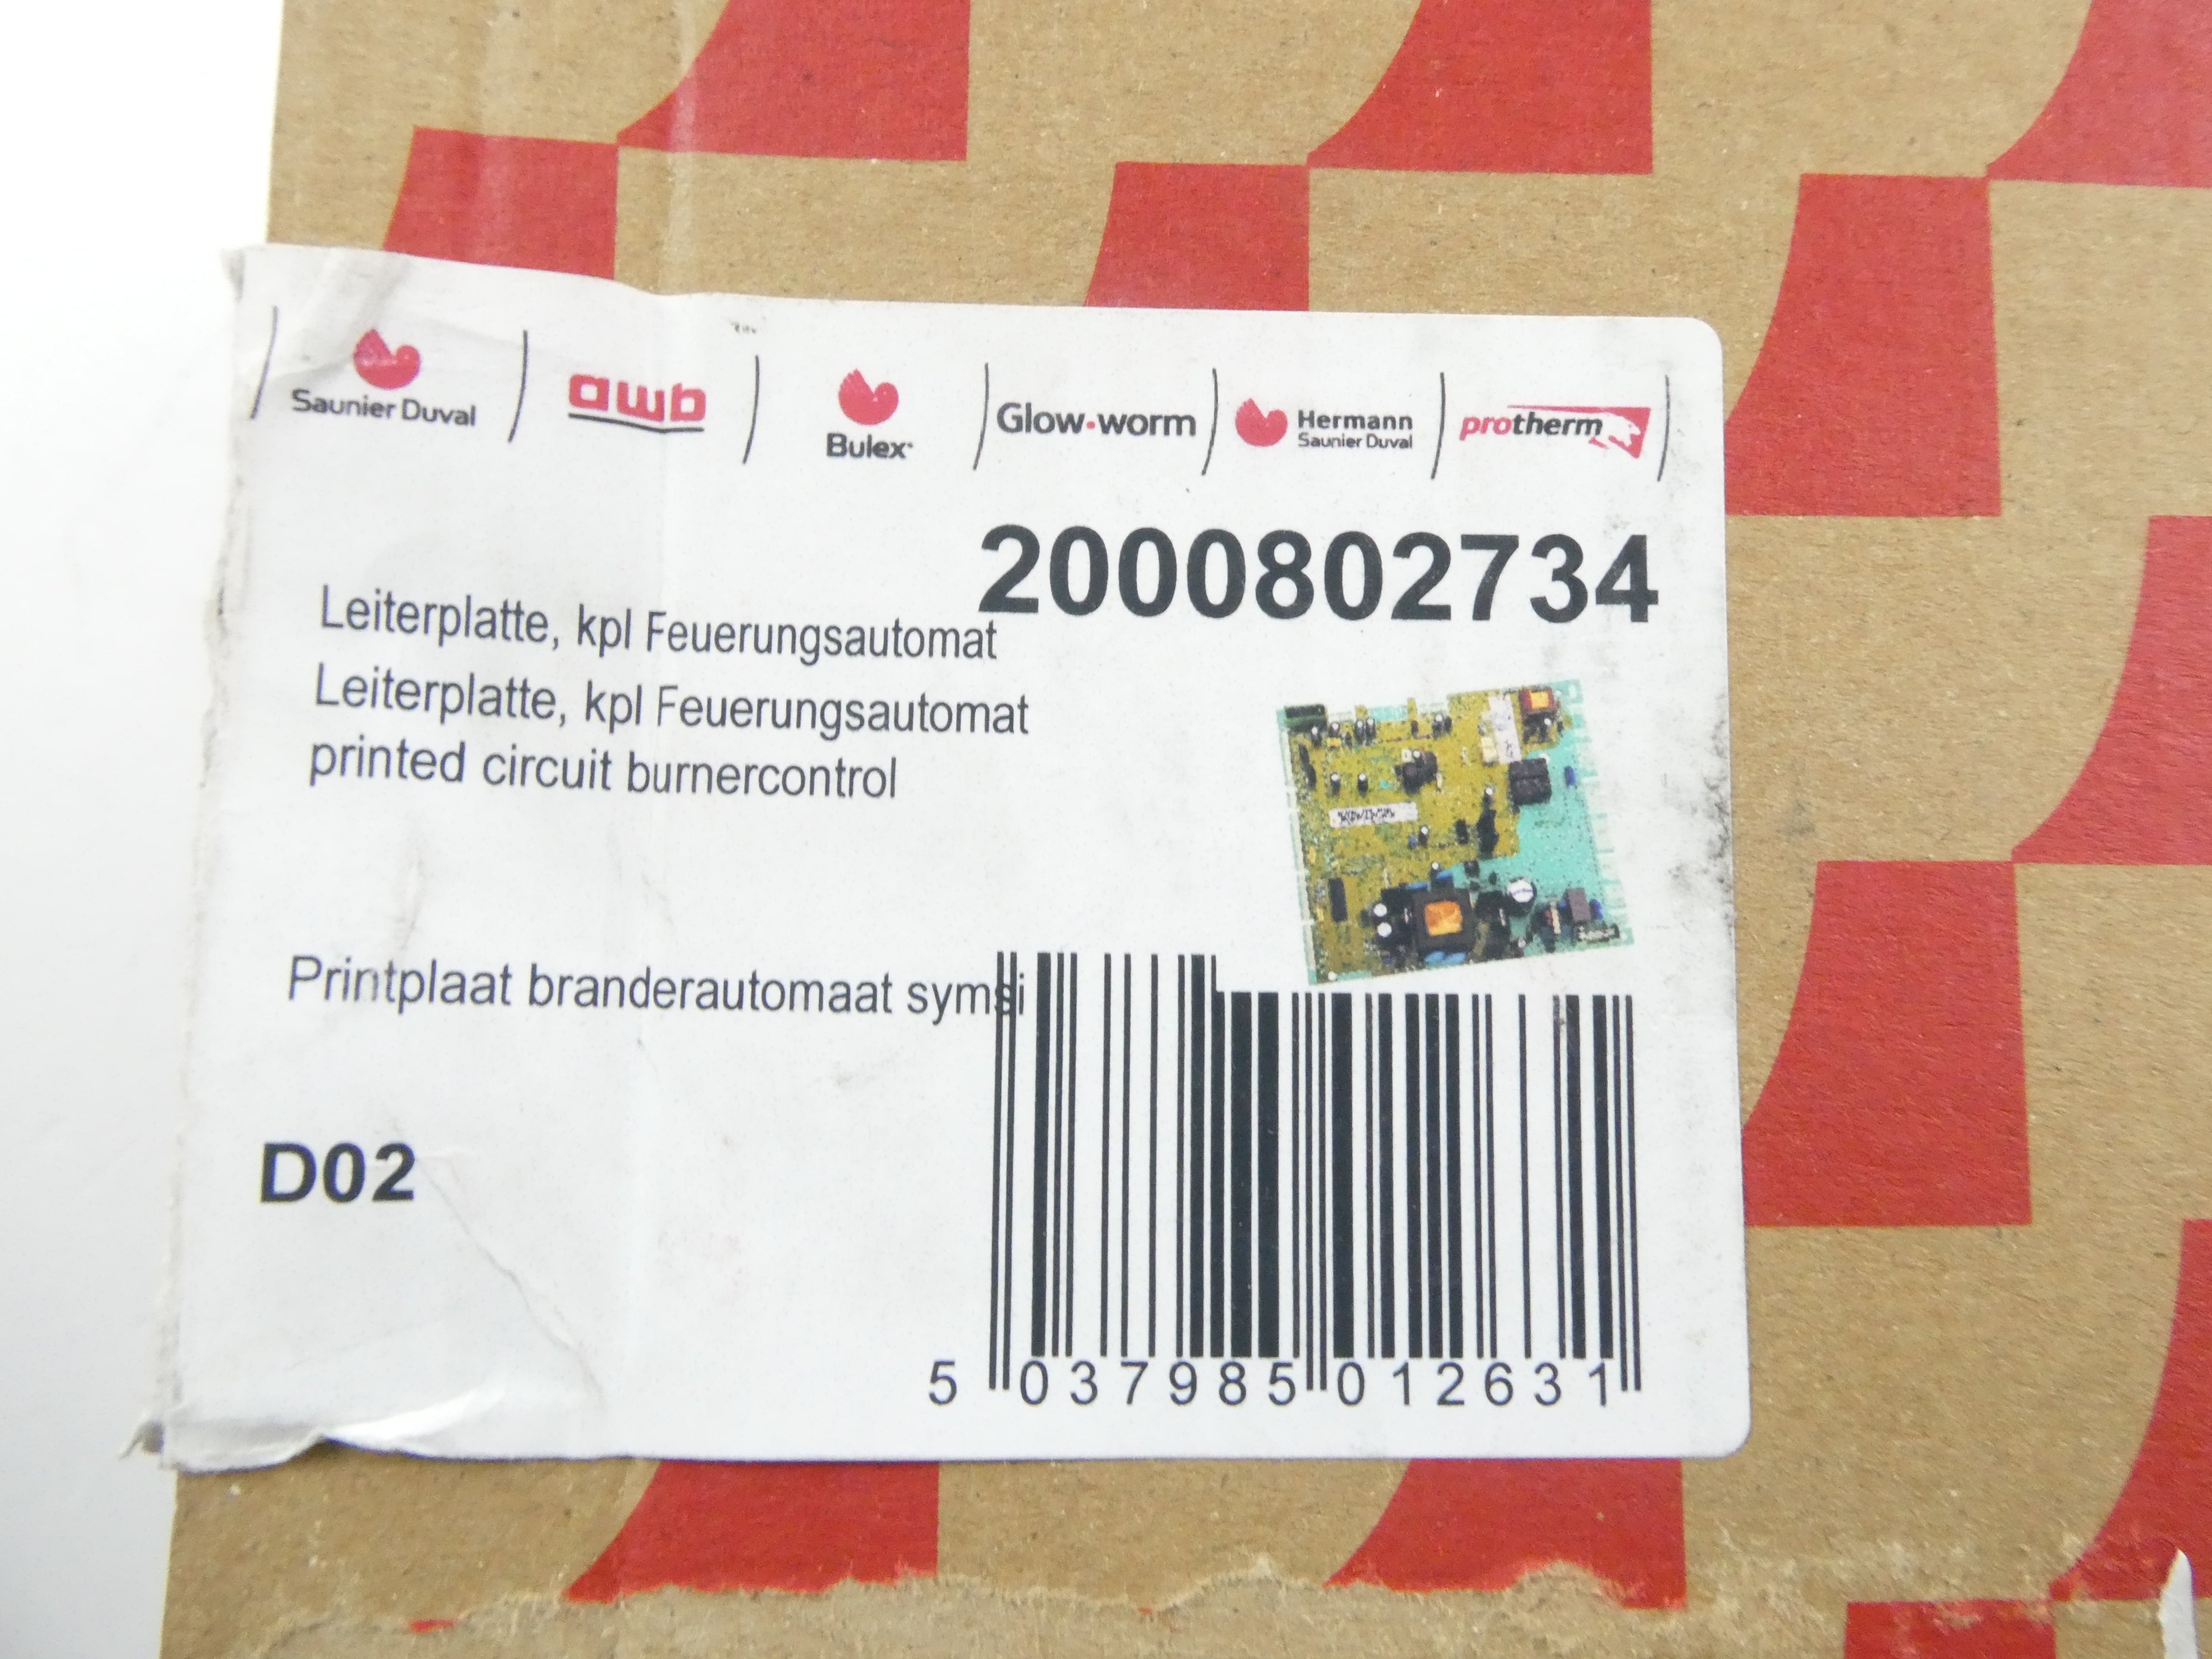 Saunier Duval awb Bulex Glow-worm Hermann Saunier Duval protherm
2000802734
Leiterplatte, kpl Feuerungsautomat
Leiterplatte, kpl Feuerungsautomat
printed circuit burnercontrol
Printplaat branderautomaat symsi
D02
5 037985 012631